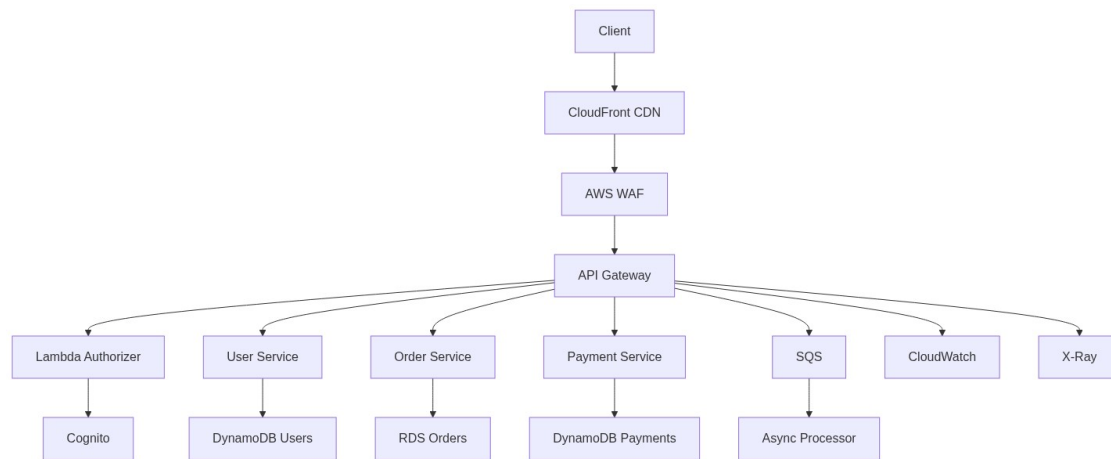 Client
CloudFront CDN
AWS WAF
API Gateway
Lambda Authorizer
User Service
Order Service
Payment Service
SQS
CloudWatch
X-Ray
Cognito
DynamoDB Users
RDS Orders
DynamoDB Payments
Async Processor